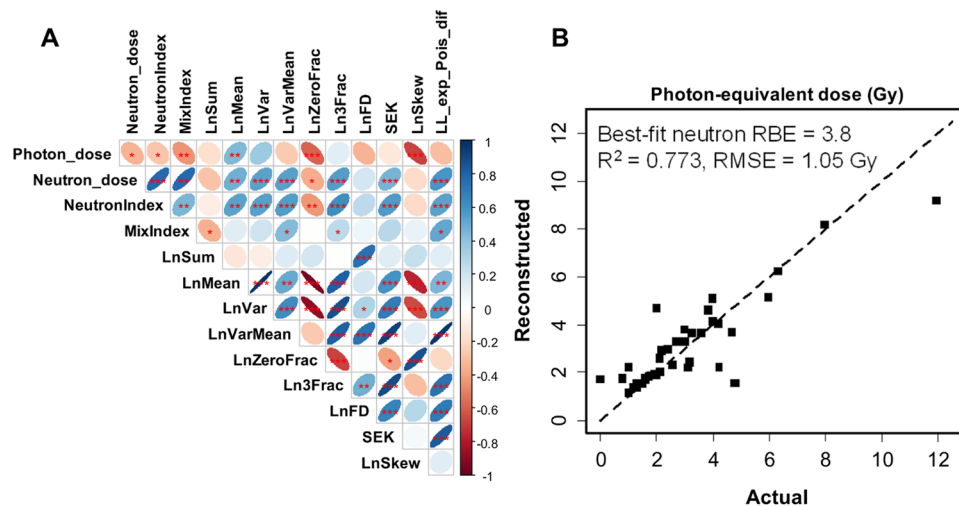 A
Neutron_dose
NeutronIndex
MixIndex
LnSum
LnMean
LnVar
LnVarMean
LnZeroFrac
Ln3Frac
LnFD
SEK
LnSkew
LL_exp_Pois_dif
Photon_dose * * ** ** *** ***
Neutron_dose *** *** ** *** *** * *** *** ***
NeutronIndex ** ** *** *** ** *** *** ***
MixIndex * * * *
LnSum ***
LnMean *** ** *** *** *** *** **
LnVar *** *** *** * *** *** ***
LnVarMean *** *** *** ***
LnZeroFrac *** * ***
Ln3Frac ** *** ***
LnFD *** ***
SEK ***
LnSkew
1
0.8
0.6
0.4
0.2
0
-0.2
-0.4
-0.6
-0.8
-1
B
Photon-equivalent dose (Gy)
Best-fit neutron RBE = 3.8
R² = 0.773, RMSE = 1.05 Gy
Reconstructed
12
10
8
6
4
2
0
0 2 4 6 8 10 12
Actual